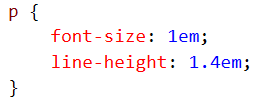 p {
    font-size: 1em;
    line-height: 1.4em;
}